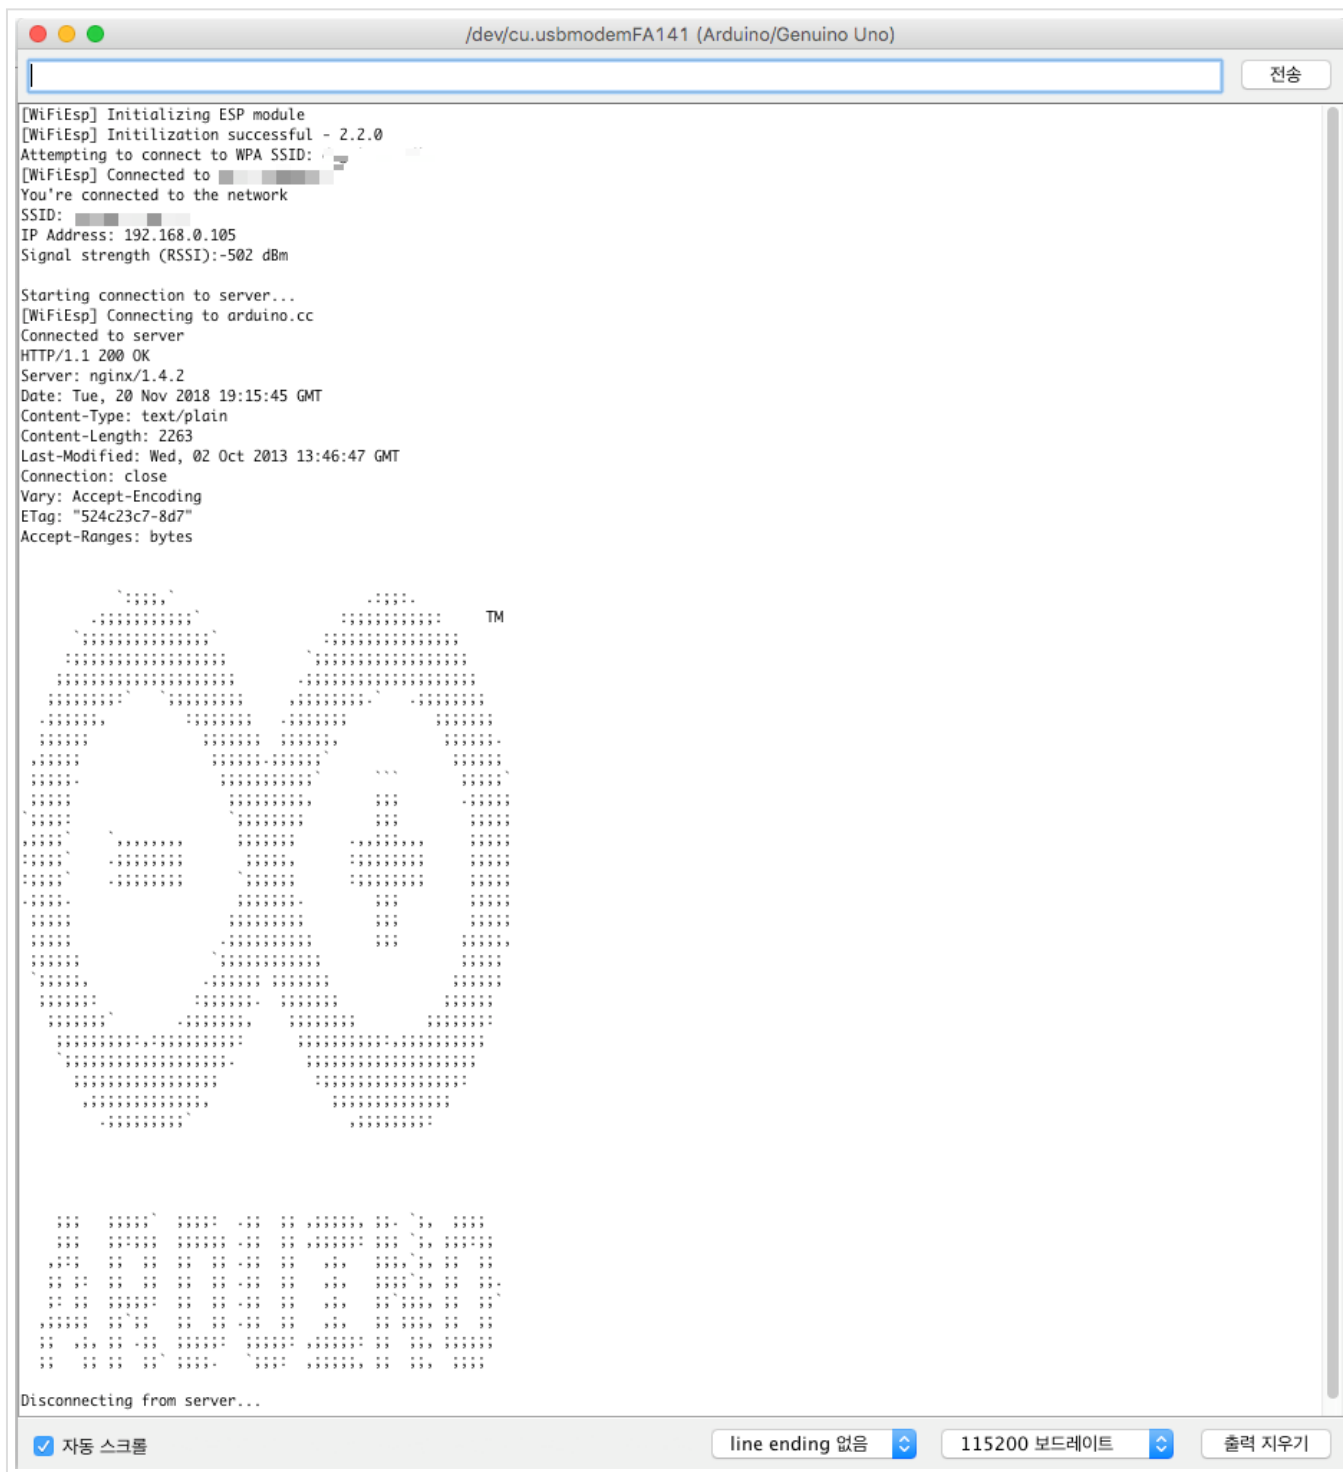 /dev/cu.usbmodemFA141 (Arduino/Genuino Uno)
전송
[WiFiEsp] Initializing ESP module
[WiFiEsp] Initilization successful - 2.2.0
Attempting to connect to WPA SSID:
[WiFiEsp] Connected to
You're connected to the network
SSID:
IP Address: 192.168.0.105
Signal strength (RSSI):-502 dBm
Starting connection to server...
[WiFiEsp] Connecting to arduino.cc
Connected to server
HTTP/1.1 200 OK
Server: nginx/1.4.2
Date: Tue, 20 Nov 2018 19:15:45 GMT
Content-Type: text/plain
Content-Length: 2263
Last-Modified: Wed, 02 Oct 2013 13:46:47 GMT
Connection: close
Vary: Accept-Encoding
ETag: "524c23c7-8d7"
Accept-Ranges: bytes
TM
ARDUINO
Disconnecting from server...
자동 스크롤
line ending 없음
115200 보드레이트
출력 지우기